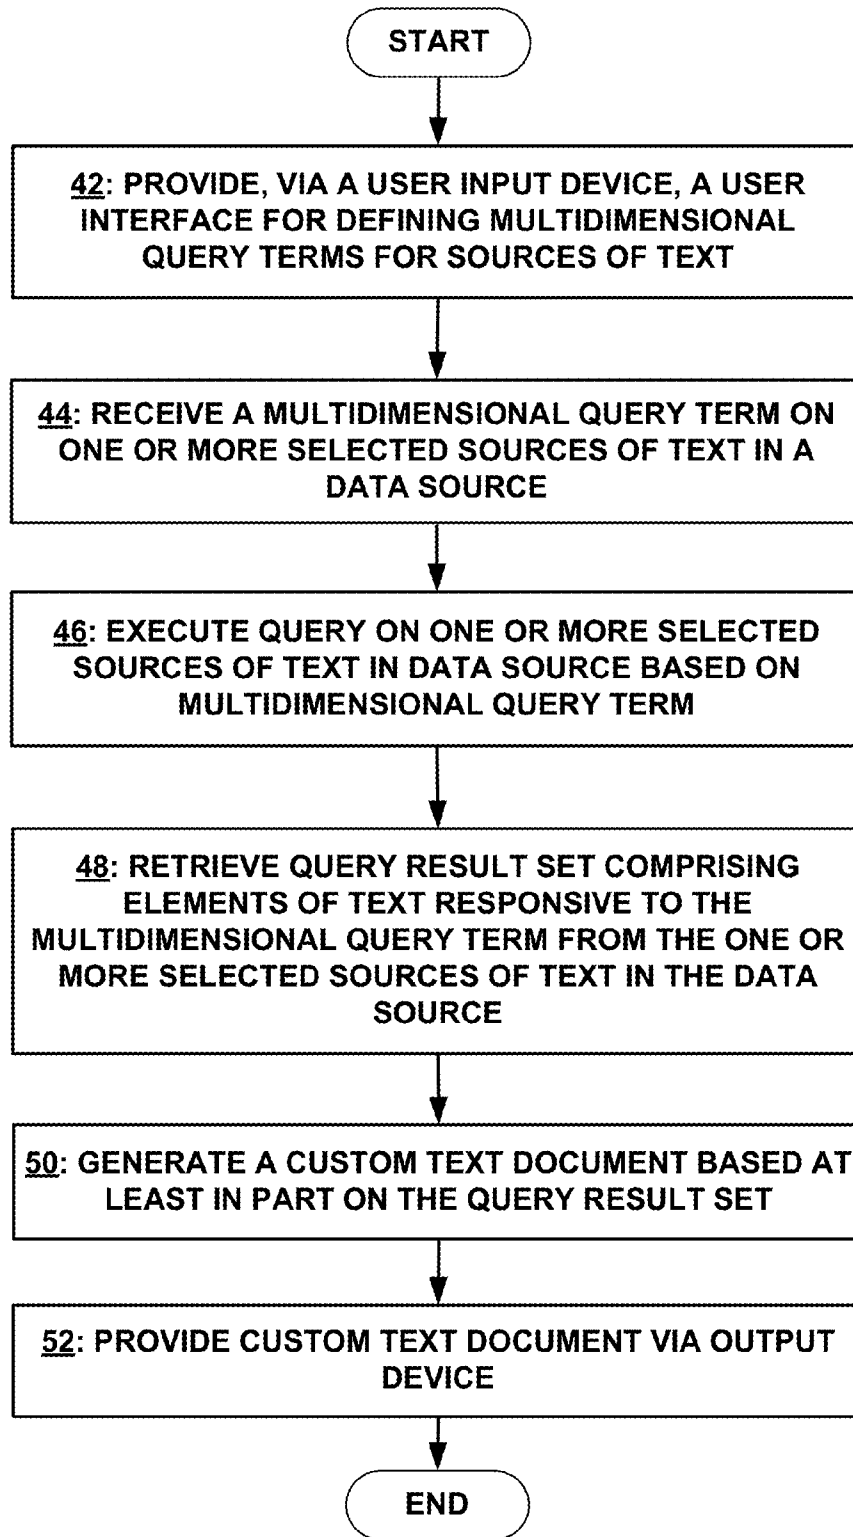 START
42: PROVIDE, VIA A USER INPUT DEVICE, A USER
INTERFACE FOR DEFINING MULTIDIMENSIONAL
QUERY TERMS FOR SOURCES OF TEXT
44: RECEIVE A MULTIDIMENSIONAL QUERY TERM ON
ONE OR MORE SELECTED SOURCES OF TEXT IN A
DATA SOURCE
46: EXECUTE QUERY ON ONE OR MORE SELECTED
SOURCES OF TEXT IN DATA SOURCE BASED ON
MULTIDIMENSIONAL QUERY TERM
48: RETRIEVE QUERY RESULT SET COMPRISING
ELEMENTS OF TEXT RESPONSIVE TO THE
MULTIDIMENSIONAL QUERY TERM FROM THE ONE OR
MORE SELECTED SOURCES OF TEXT IN THE DATA
SOURCE
50: GENERATE A CUSTOM TEXT DOCUMENT BASED AT
LEAST IN PART ON THE QUERY RESULT SET
52: PROVIDE CUSTOM TEXT DOCUMENT VIA OUTPUT
DEVICE
END